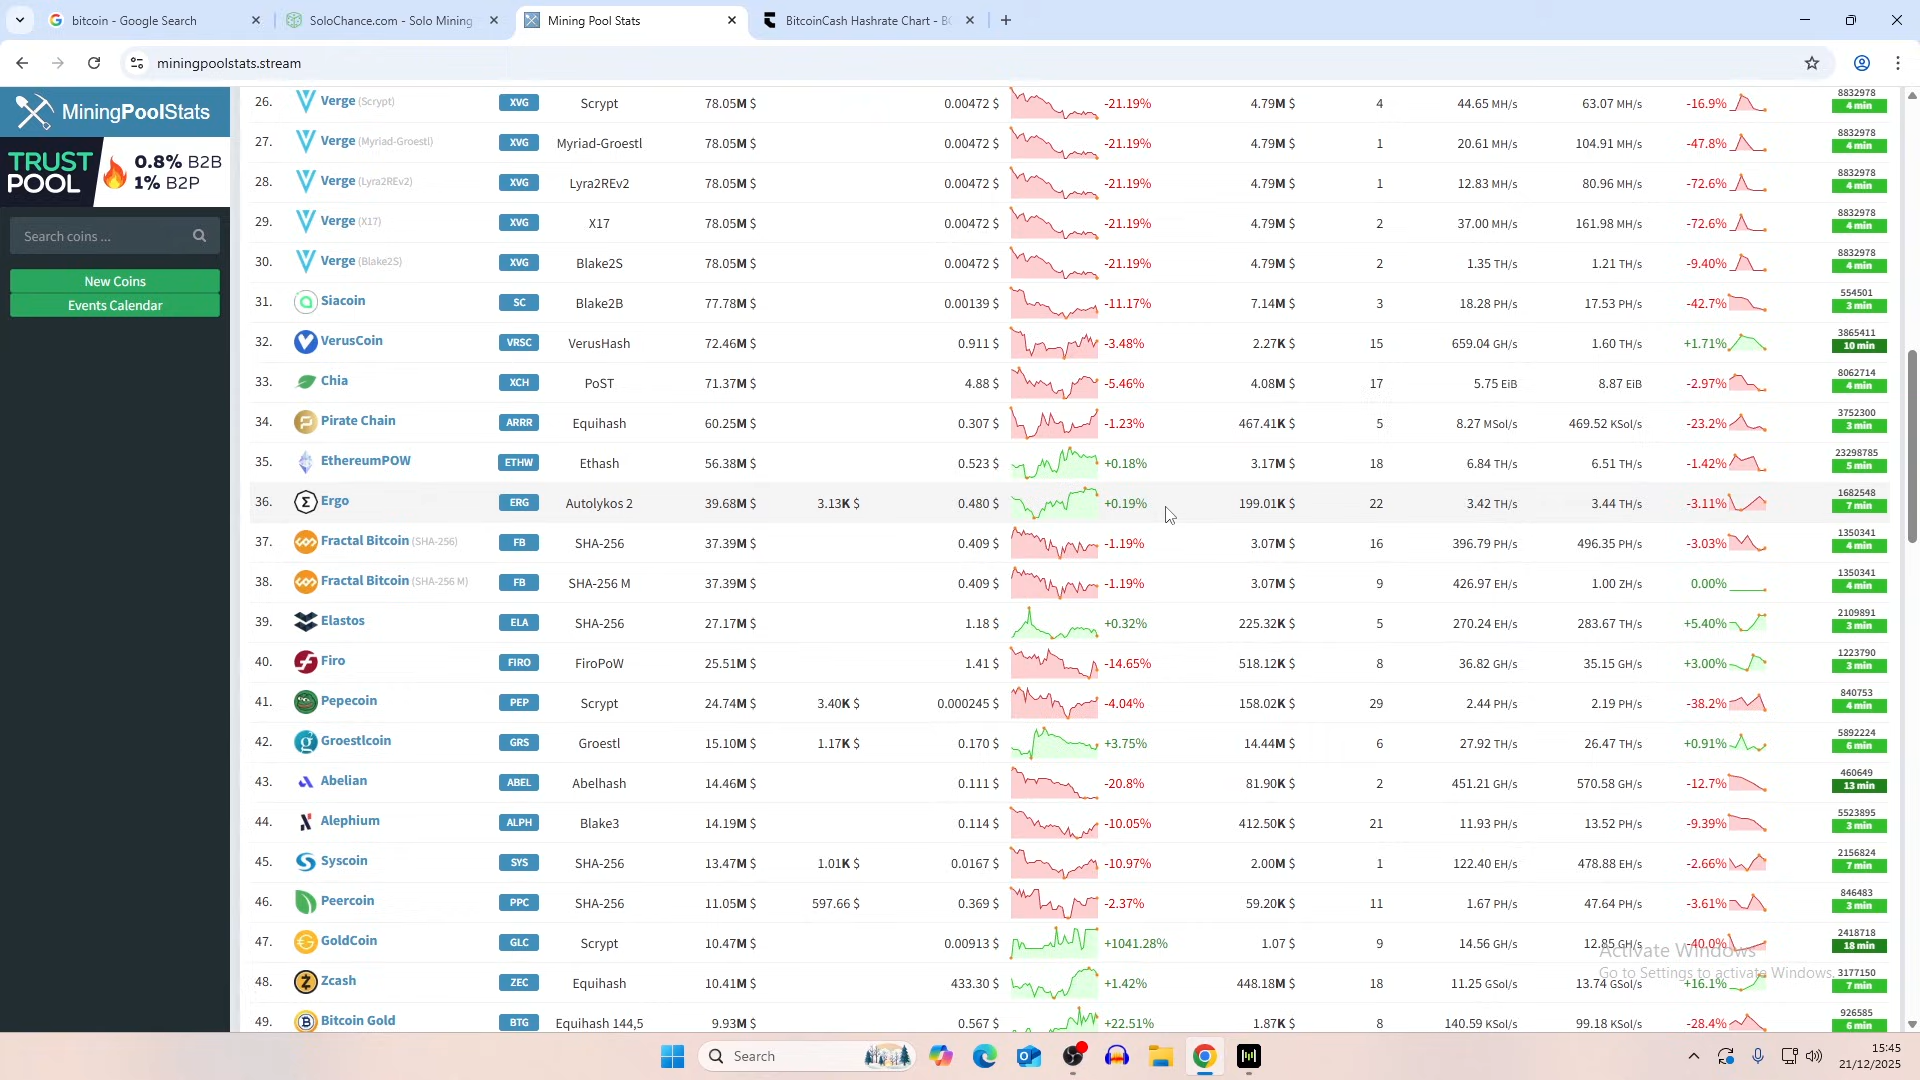 bitcoin - Google Search
SoloChance.com - Solo Mining
Mining Pool Stats
BitcoinCash Hashrate Chart - BC
miningpoolstats.stream
MiningPoolStats
TRUST POOL 0.8% B2B 1% B2P
Search coins ...
New Coins
Events Calendar
26. Verge (Scrypt) XVG Scrypt 78.05M $ 0.00472 $ -21.19% 4.79M $ 4 44.65 MH/s 63.07 MH/s -16.9% 8832978 4 min
27. Verge (Myriad-Groestl) XVG Myriad-Groestl 78.05M $ 0.00472 $ -21.19% 4.79M $ 1 20.61 MH/s 104.91 MH/s -47.8% 8832978 4 min
28. Verge (Lyra2REv2) XVG Lyra2REv2 78.05M $ 0.00472 $ -21.19% 4.79M $ 1 12.83 MH/s 80.96 MH/s -72.6% 8832978 4 min
29. Verge (X17) XVG X17 78.05M $ 0.00472 $ -21.19% 4.79M $ 2 37.00 MH/s 161.98 MH/s -72.6% 8832978 4 min
30. Verge (Blake2S) XVG Blake2S 78.05M $ 0.00472 $ -21.19% 4.79M $ 2 1.35 TH/s 1.21 TH/s -9.40% 8832978 4 min
31. Siacoin SC Blake2B 77.78M $ 0.00139 $ -11.17% 7.14M $ 3 18.28 PH/s 17.53 PH/s -42.7% 554501 3 min
32. VerusCoin VRSC VerusHash 72.46M $ 0.911 $ -3.48% 2.27K $ 15 659.04 GH/s 1.60 TH/s +1.71% 3865411 10 min
33. Chia XCH PoST 71.37M $ 4.88 $ -5.46% 4.08M $ 17 5.75 EiB 8.87 EiB -2.97% 8062714 4 min
34. Pirate Chain ARRR Equihash 60.25M $ 0.307 $ -1.23% 467.41K $ 5 8.27 MSol/s 469.52 KSol/s -23.2% 3752300 3 min
35. EthereumPOW ETHW Ethash 56.38M $ 0.523 $ +0.18% 3.17M $ 18 6.84 TH/s 6.51 TH/s -1.42% 23298785 5 min
36. Ergo ERG Autolykos 2 39.68M $ 3.13K $ 0.480 $ +0.19% 199.01K $ 22 3.42 TH/s 3.44 TH/s -3.11% 1682548 7 min
37. Fractal Bitcoin (SHA-256) FB SHA-256 37.39M $ 0.409 $ -1.19% 3.07M $ 16 396.79 PH/s 496.35 PH/s -3.03% 1350341 4 min
38. Fractal Bitcoin (SHA-256 M) FB SHA-256 M 37.39M $ 0.409 $ -1.19% 3.07M $ 9 426.97 EH/s 1.00 ZH/s 0.00% 1350341 4 min
39. Elastos ELA SHA-256 27.17M $ 1.18 $ +0.32% 225.32K $ 5 270.24 EH/s 283.67 TH/s +5.40% 2109891 3 min
40. Firo FIRO FiroPoW 25.51M $ 1.41 $ -14.65% 518.12K $ 8 36.82 GH/s 35.15 GH/s +3.00% 1223790 3 min
41. Pepecoin PEP Scrypt 24.74M $ 3.40K $ 0.000245 $ -4.04% 158.02K $ 29 2.44 PH/s 2.19 PH/s -38.2% 840753 4 min
42. Groestlcoin GRS Groestl 15.10M $ 1.17K $ 0.170 $ +3.75% 14.44M $ 6 27.92 TH/s 26.47 TH/s +0.91% 5892224 6 min
43. Abelian ABEL Abelhash 14.46M $ 0.111 $ -20.8% 81.90K $ 2 451.21 GH/s 570.58 GH/s -12.7% 460649 13 min
44. Alephium ALPH Blake3 14.19M $ 0.114 $ -10.05% 412.50K $ 21 11.93 PH/s 13.52 PH/s -9.39% 5523895 3 min
45. Syscoin SYS SHA-256 13.47M $ 1.01K $ 0.0167 $ -10.97% 2.00M $ 1 122.40 EH/s 478.88 EH/s -2.66% 2156824 7 min
46. Peercoin PPC SHA-256 11.05M $ 597.66 $ 0.369 $ -2.37% 59.20K $ 11 1.67 PH/s 47.64 PH/s -3.61% 846483 3 min
47. GoldCoin GLC Scrypt 10.47M $ 0.00913 $ +1041.28% 1.07 $ 9 14.56 GH/s 12.85 GH/s -40.0% 2418718 18 min
48. Zcash ZEC Equihash 10.41M $ 433.30 $ +1.42% 448.18M $ 18 11.25 GSol/s 13.74 GSol/s +16.1% 3177150 7 min
49. Bitcoin Gold BTG Equihash 144,5 9.93M $ 0.567 $ +22.51% 1.87K $ 8 140.59 KSol/s 99.18 KSol/s -28.4% 926585 6 min
Activate Windows
Go to Settings to activate Windows.
Search
15:45
21/12/2025